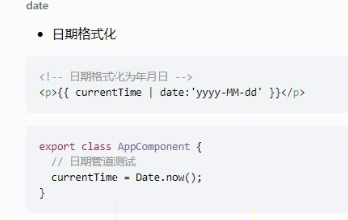 date
日期格式化
<!-- 日期格式化为年月日 -->
<p>{{ currentTime | date:'yyyy-MM-dd' }}</p>
export class AppComponent {
// 日期管道测试
currentTime = Date.now();
}